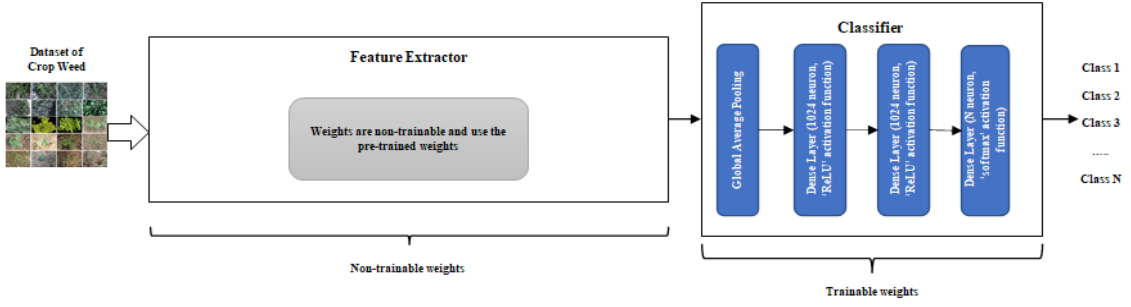 Dataset of
Crop Weed
Feature Extractor
Weights are non-trainable and use the
pre-trained weights
Non-trainable weights
Classifier
Global Average Pooling
Dense Layer (1024 neuron,
'ReLU' activation function)
Dense Layer (1024 neuron,
'ReLU' activation function)
Dense Layer (N neuron,
'softmax' activation
function)
Trainable weights
Class 1
Class 2
Class 3
.....
Class N